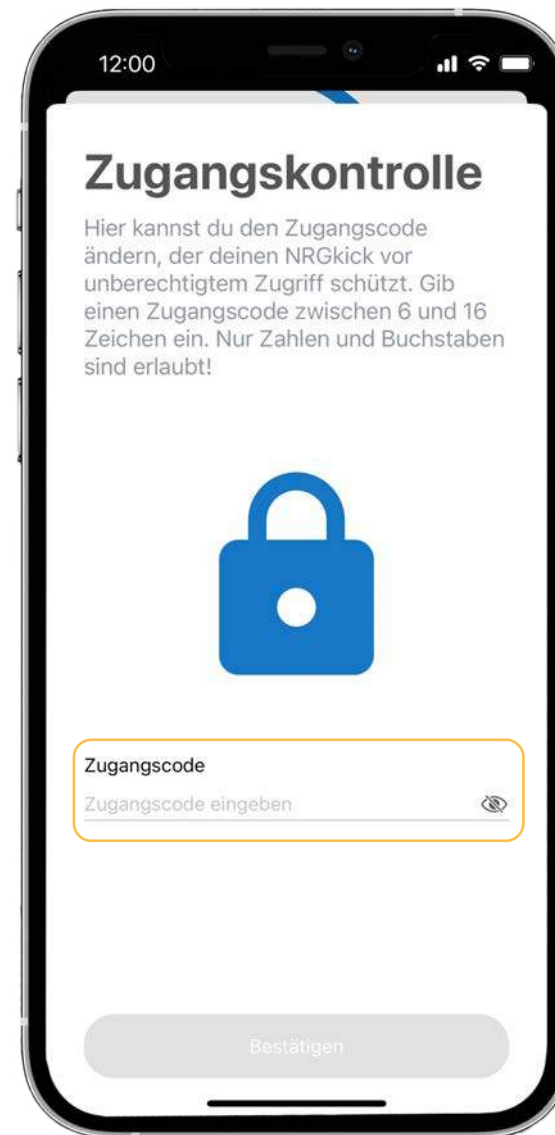 12:00
Zugangskontrolle
Hier kannst du den Zugangscode
ändern, der deinen NRGkick vor
unberechtigtem Zugriff schützt. Gib
einen Zugangscode zwischen 6 und 16
Zeichen ein. Nur Zahlen und Buchstaben
sind erlaubt!
Zugangscode
Zugangscode eingeben
Bestätigen